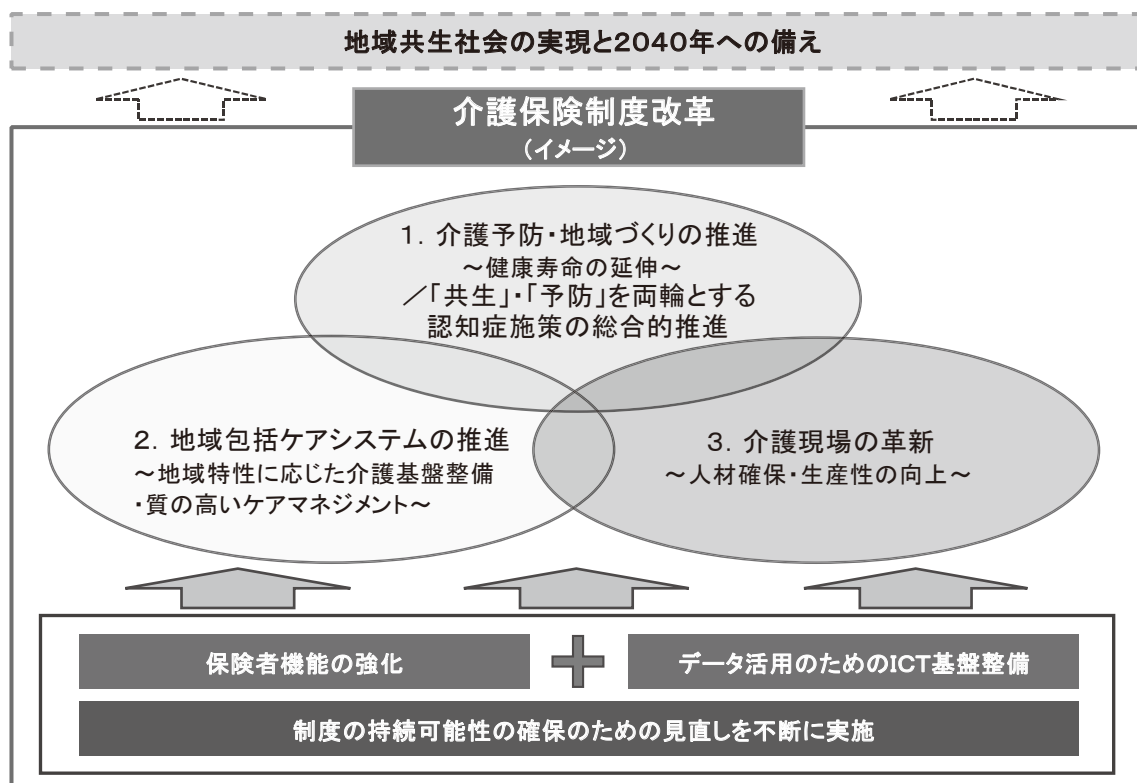 地域共生社会の実現と2040年への備え
介護保険制度改革
（イメージ）
1．介護予防・地域づくりの推進
～健康寿命の延伸～
／「共生」・「予防」を両輪とする
認知症施策の総合的推進
2．地域包括ケアシステムの推進
～地域特性に応じた介護基盤整備
・質の高いケアマネジメント～
3．介護現場の革新
～人材確保・生産性の向上～
保険者機能の強化
データ活用のためのICT基盤整備
制度の持続可能性の確保のための見直しを不断に実施